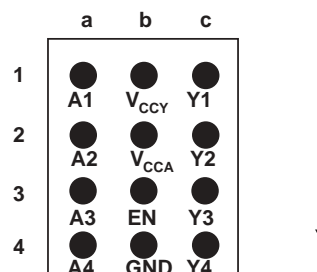 a b c
1
A1 VCCY Y1
2
A2 VCCA Y2
3
A3 EN Y3
4
A4 GND Y4